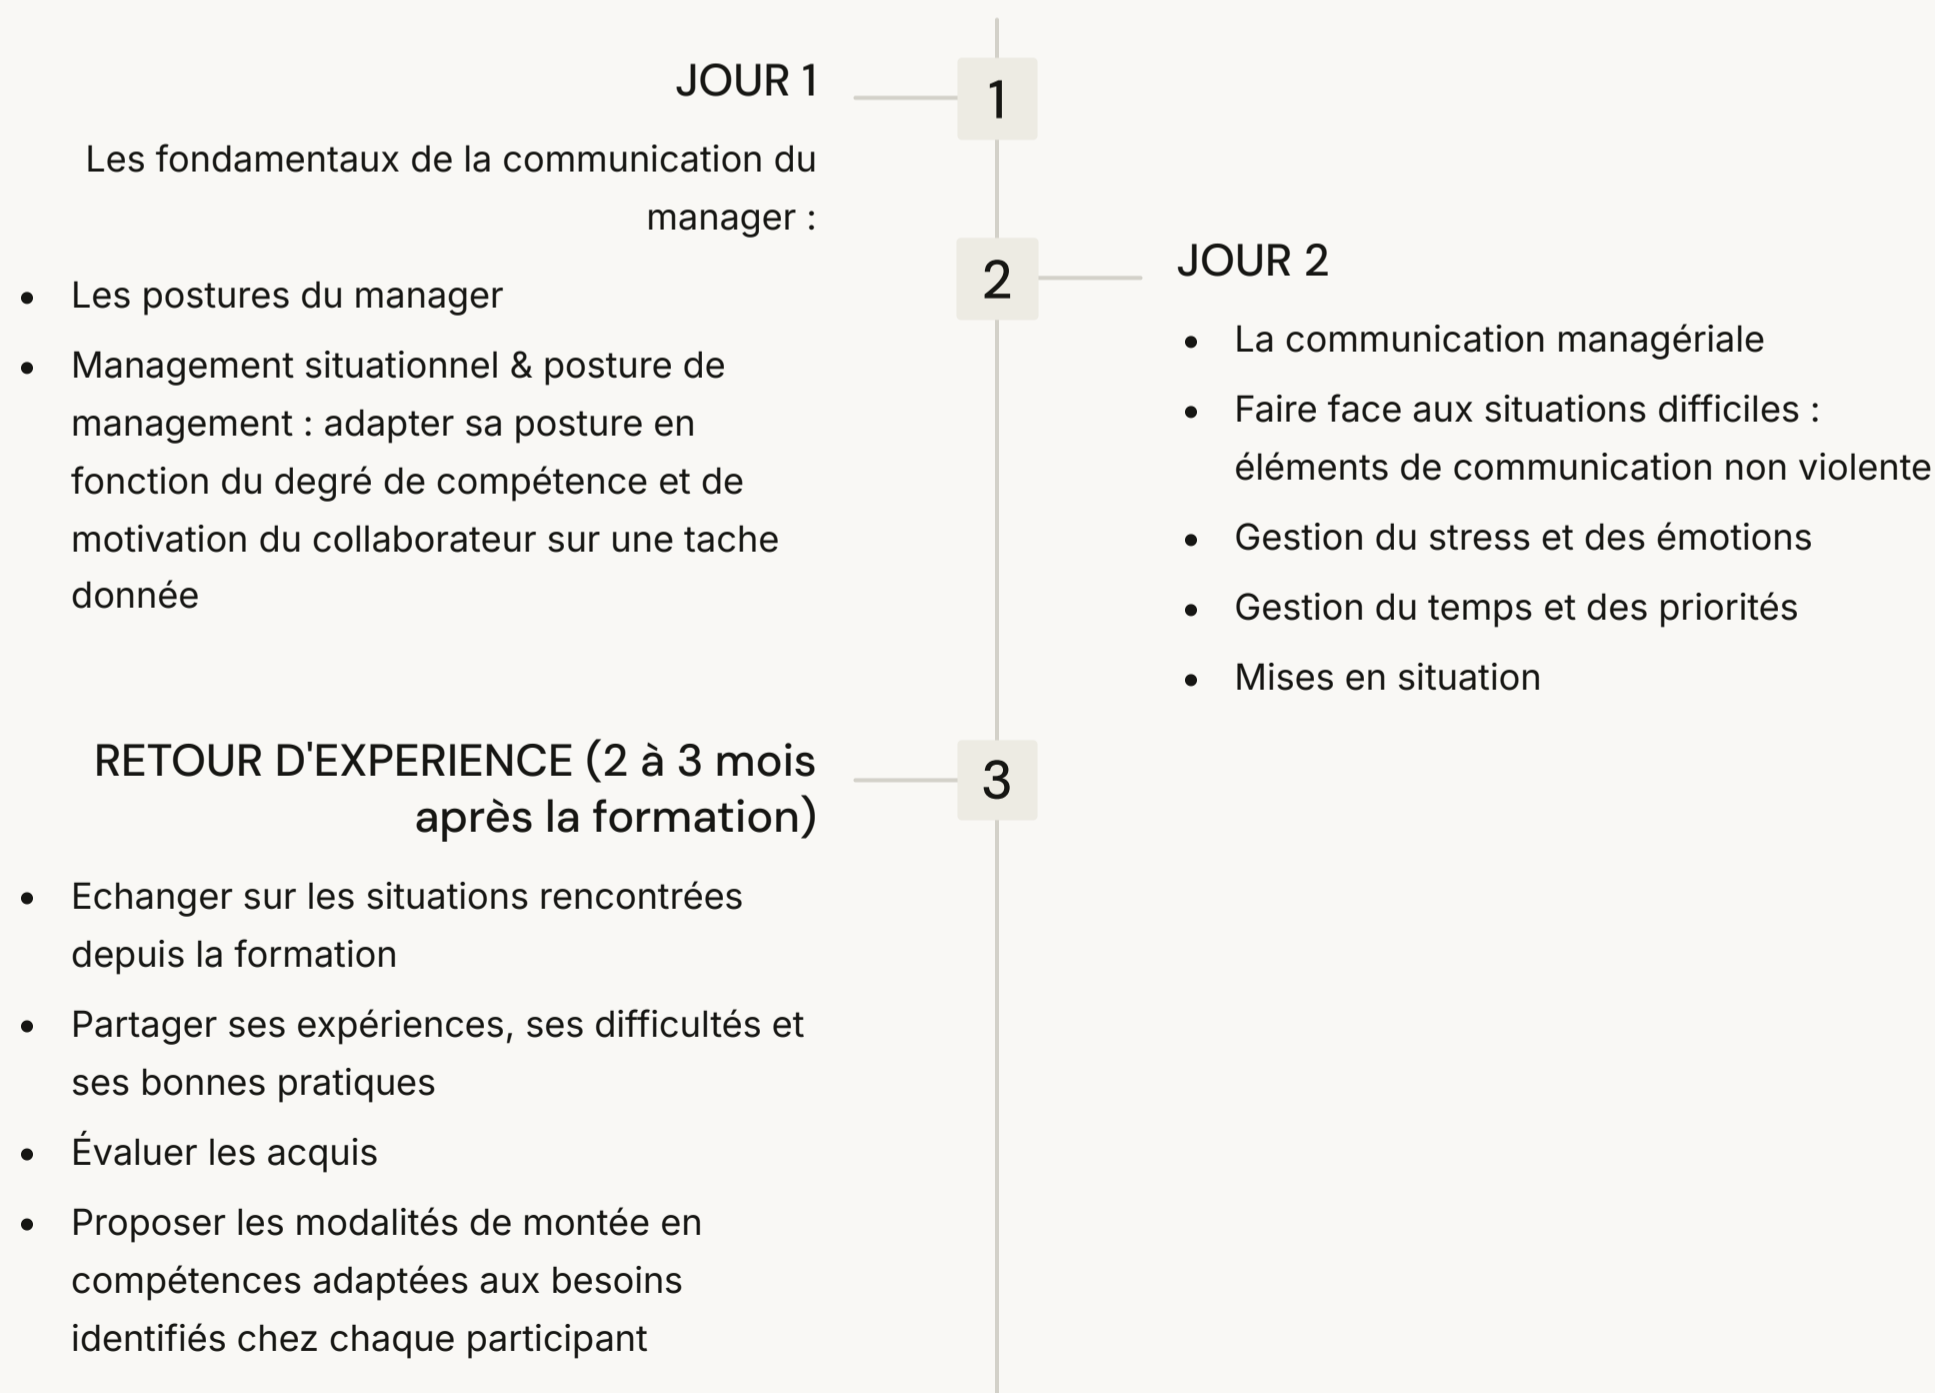 JOUR 1
1
Les fondamentaux de la communication du
manager :
• Les postures du manager
• Management situationnel & posture de
management : adapter sa posture en
fonction du degré de compétence et de
motivation du collaborateur sur une tache
donnée
2
JOUR 2
• La communication managériale
• Faire face aux situations difficiles :
éléments de communication non violente
• Gestion du stress et des émotions
• Gestion du temps et des priorités
• Mises en situation
RETOUR D'EXPERIENCE (2 à 3 mois
après la formation)
3
• Echanger sur les situations rencontrées
depuis la formation
• Partager ses expériences, ses difficultés et
ses bonnes pratiques
• Évaluer les acquis
• Proposer les modalités de montée en
compétences adaptées aux besoins
identifiés chez chaque participant